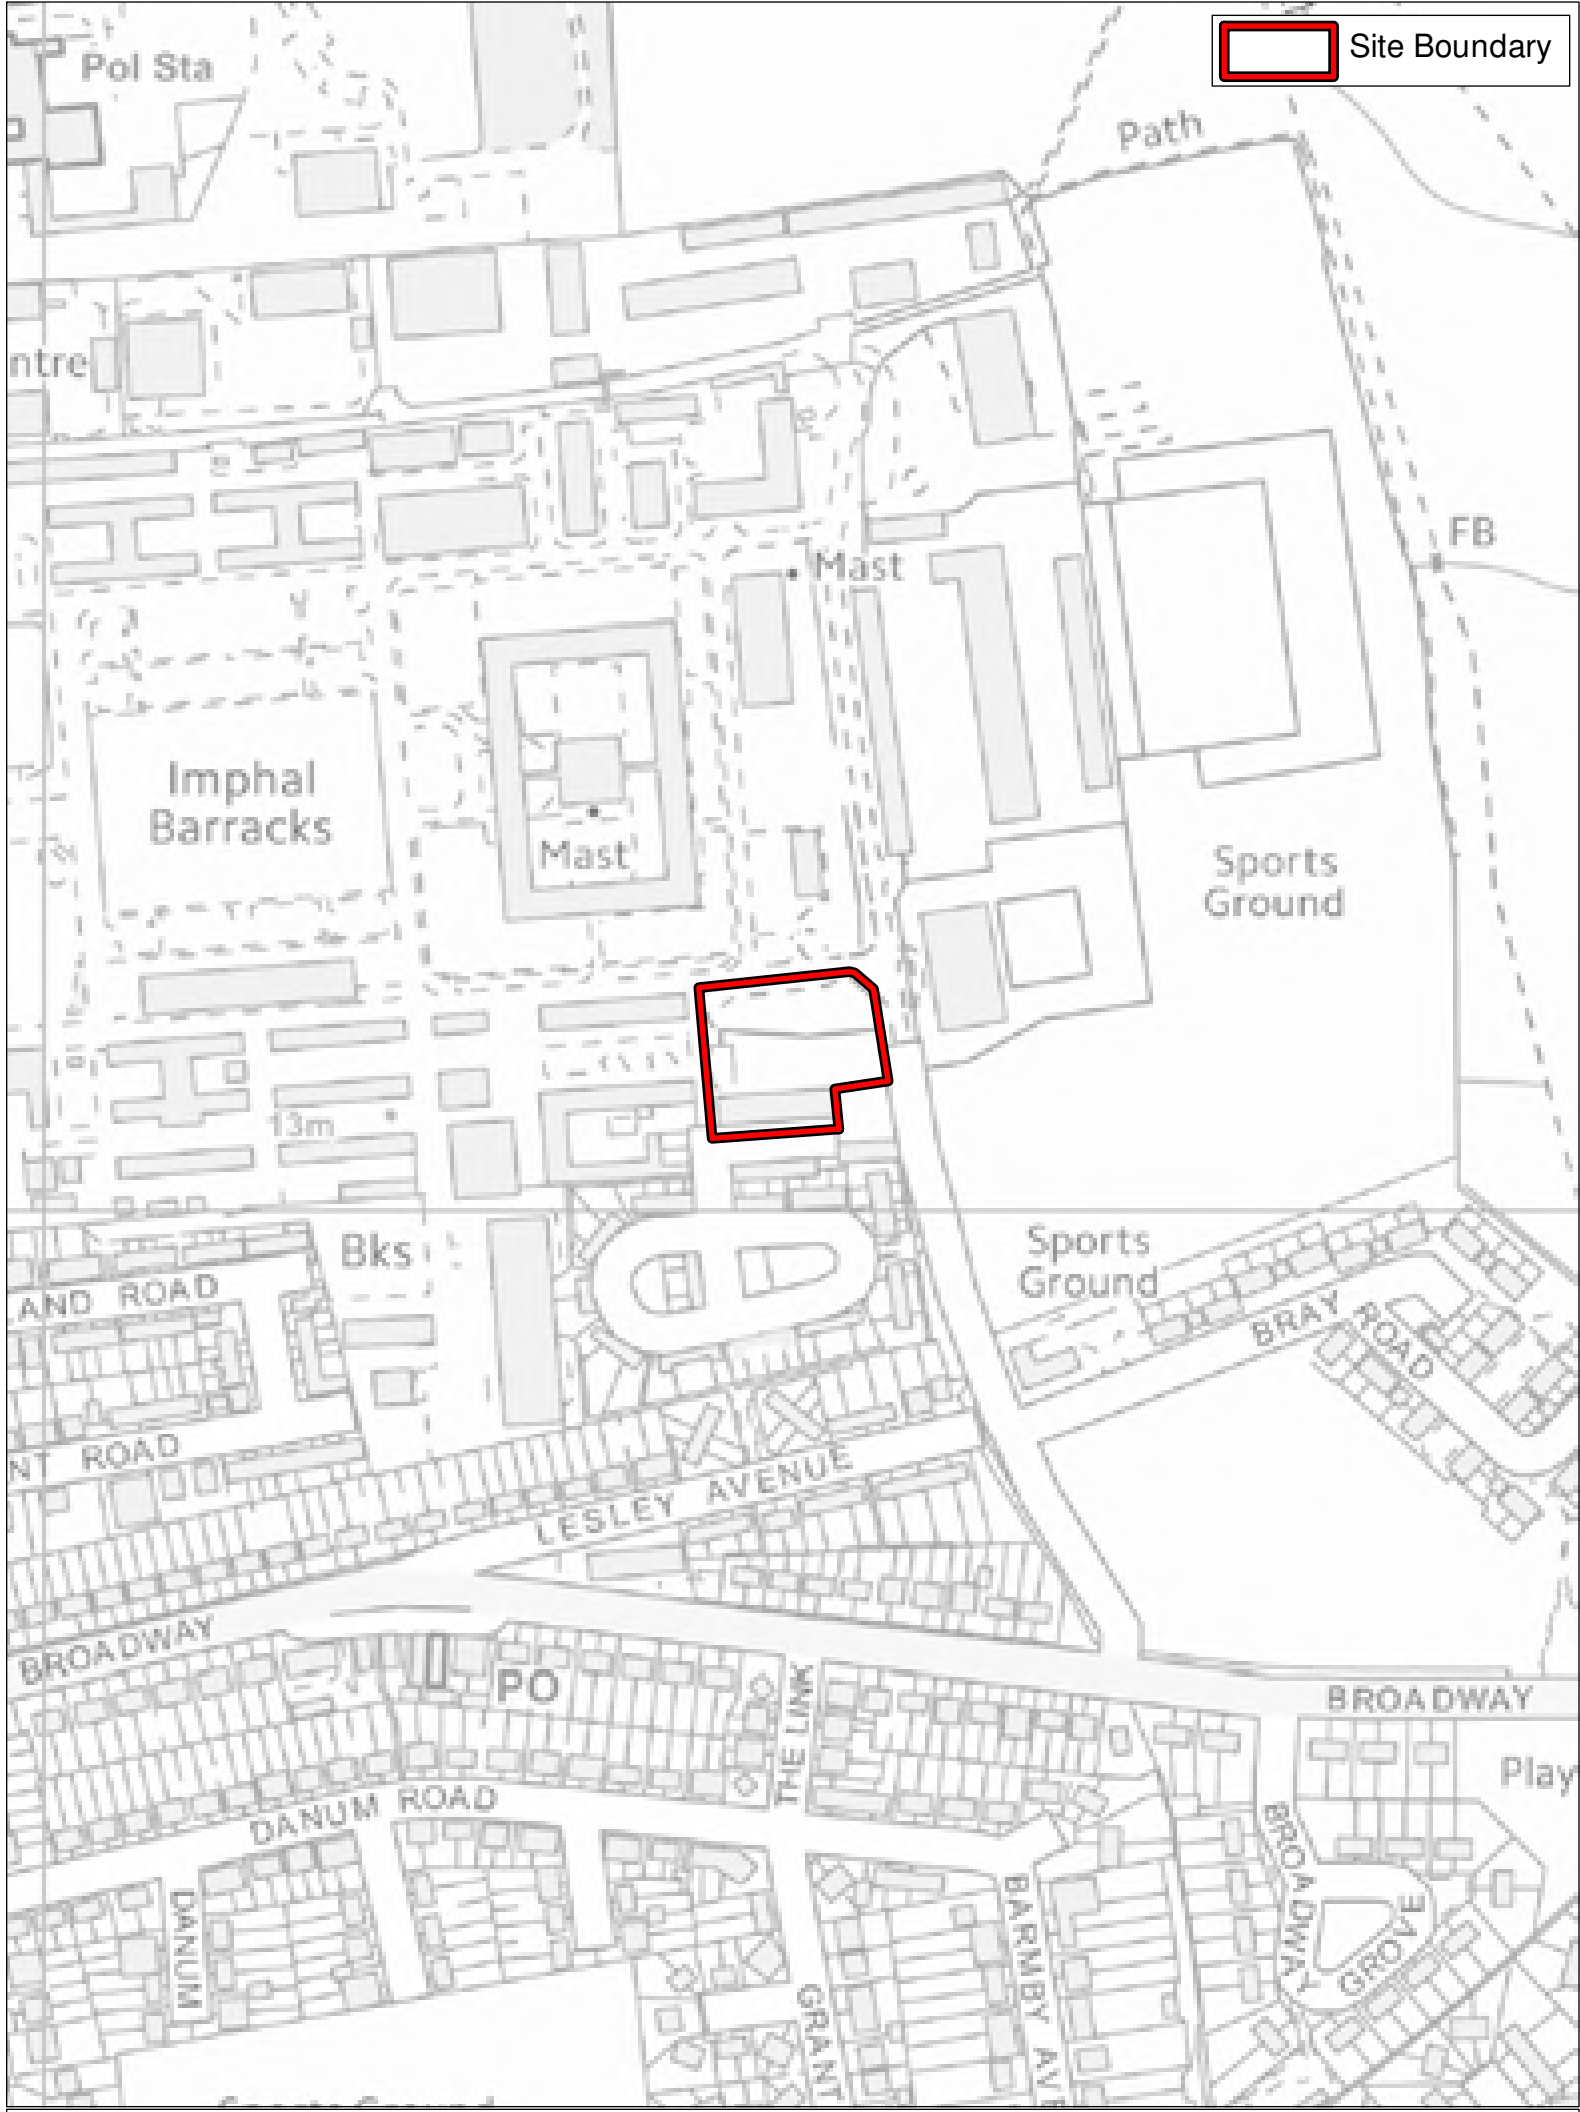 Site Boundary
Pol Sta
Path
ntre
FB
Mast
Imphal
Barracks
Mast
Sports
Ground
13m
Bks
Sports
Ground
AND ROAD
BRAY ROAD
NT ROAD
LESLEY AVENUE
BROADWAY
PO
THE LINK
BROADWAY
Play
DANUM ROAD
DANUM
BROADWAY
GROVE
BARMBY AVE
GRANT